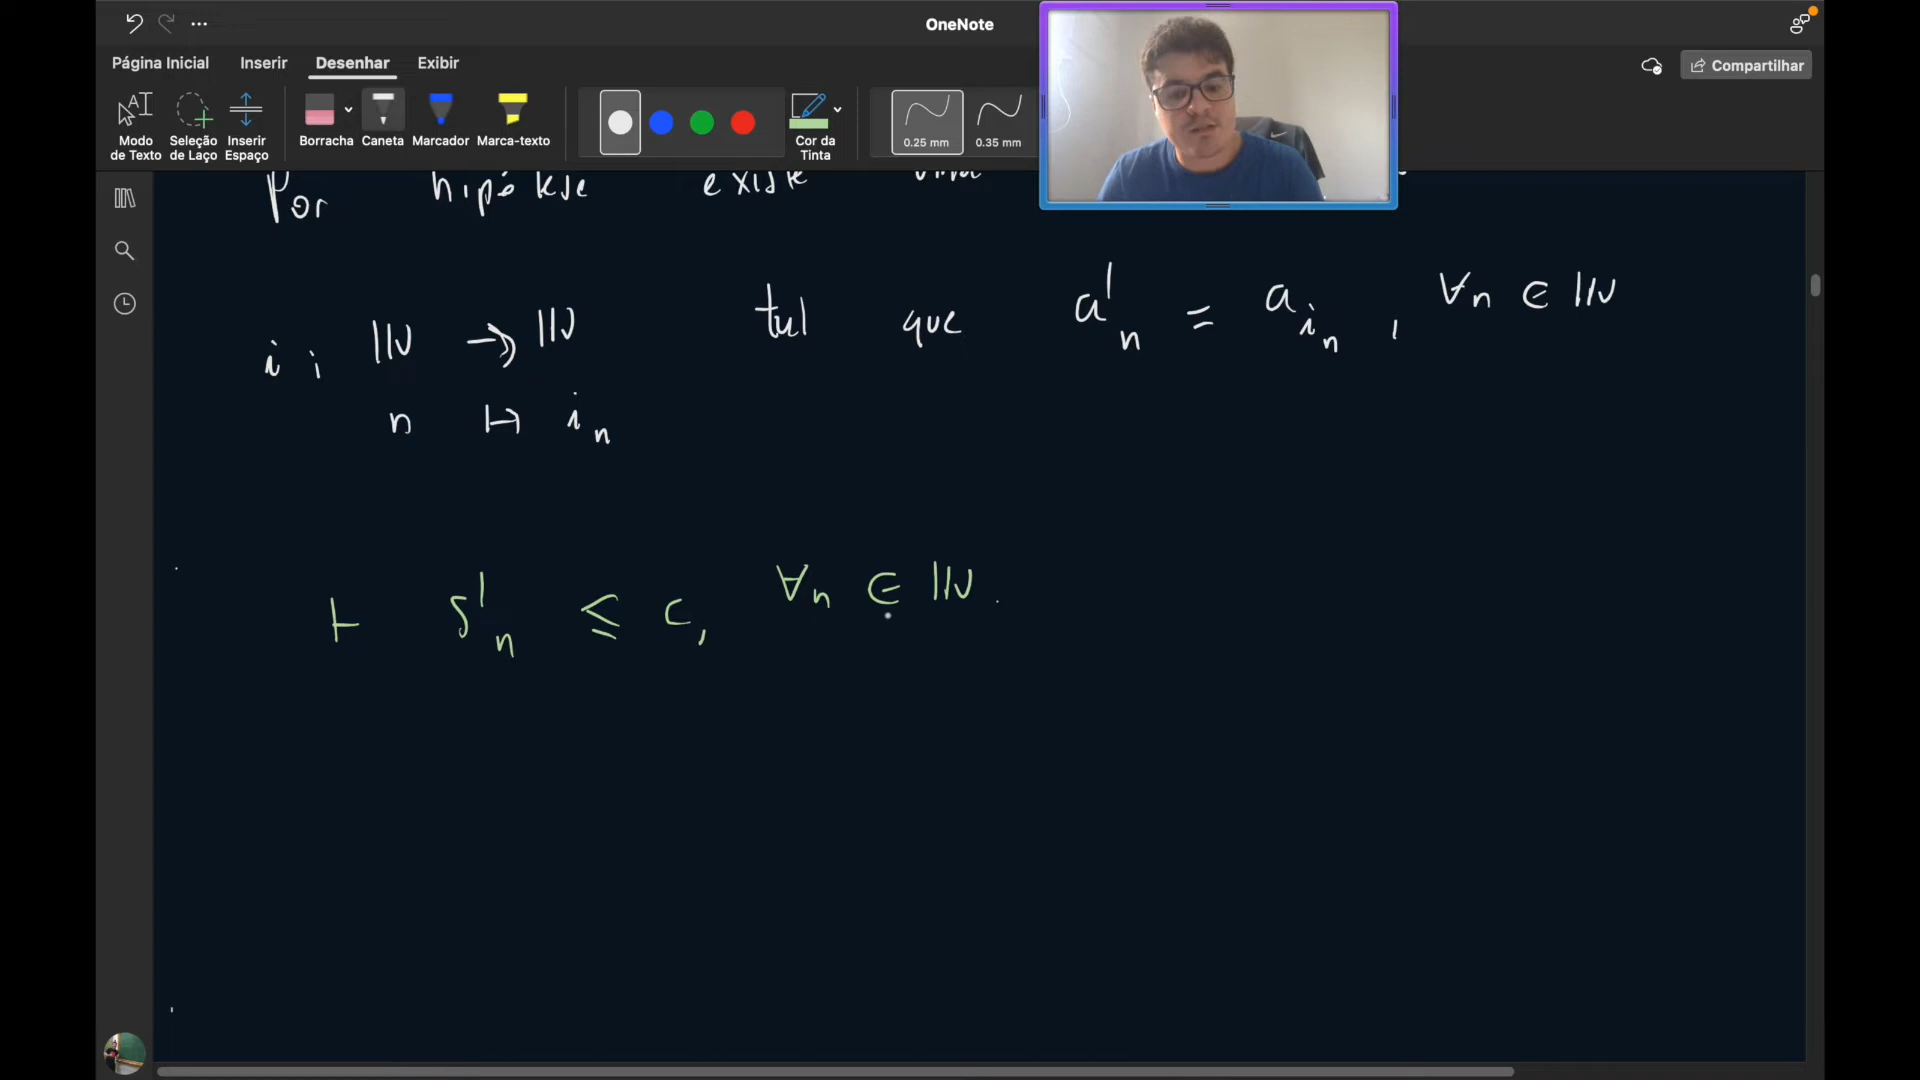 OneNote
Página Inicial Inserir Desenhar Exibir
Compartilhar
Modo de Texto
Seleção de Laço
Inserir Espaço
Borracha
Caneta
Marcador
Marca-texto
Cor da Tinta
0.25 mm
0.35 mm
Por hipótese existe uma
i : ℕ → ℕ tal que a'ₙ = a_{iₙ}, ∀n ∈ ℕ
n ↦ iₙ
⊢ s'ₙ ≤ c, ∀n ∈ ℕ.